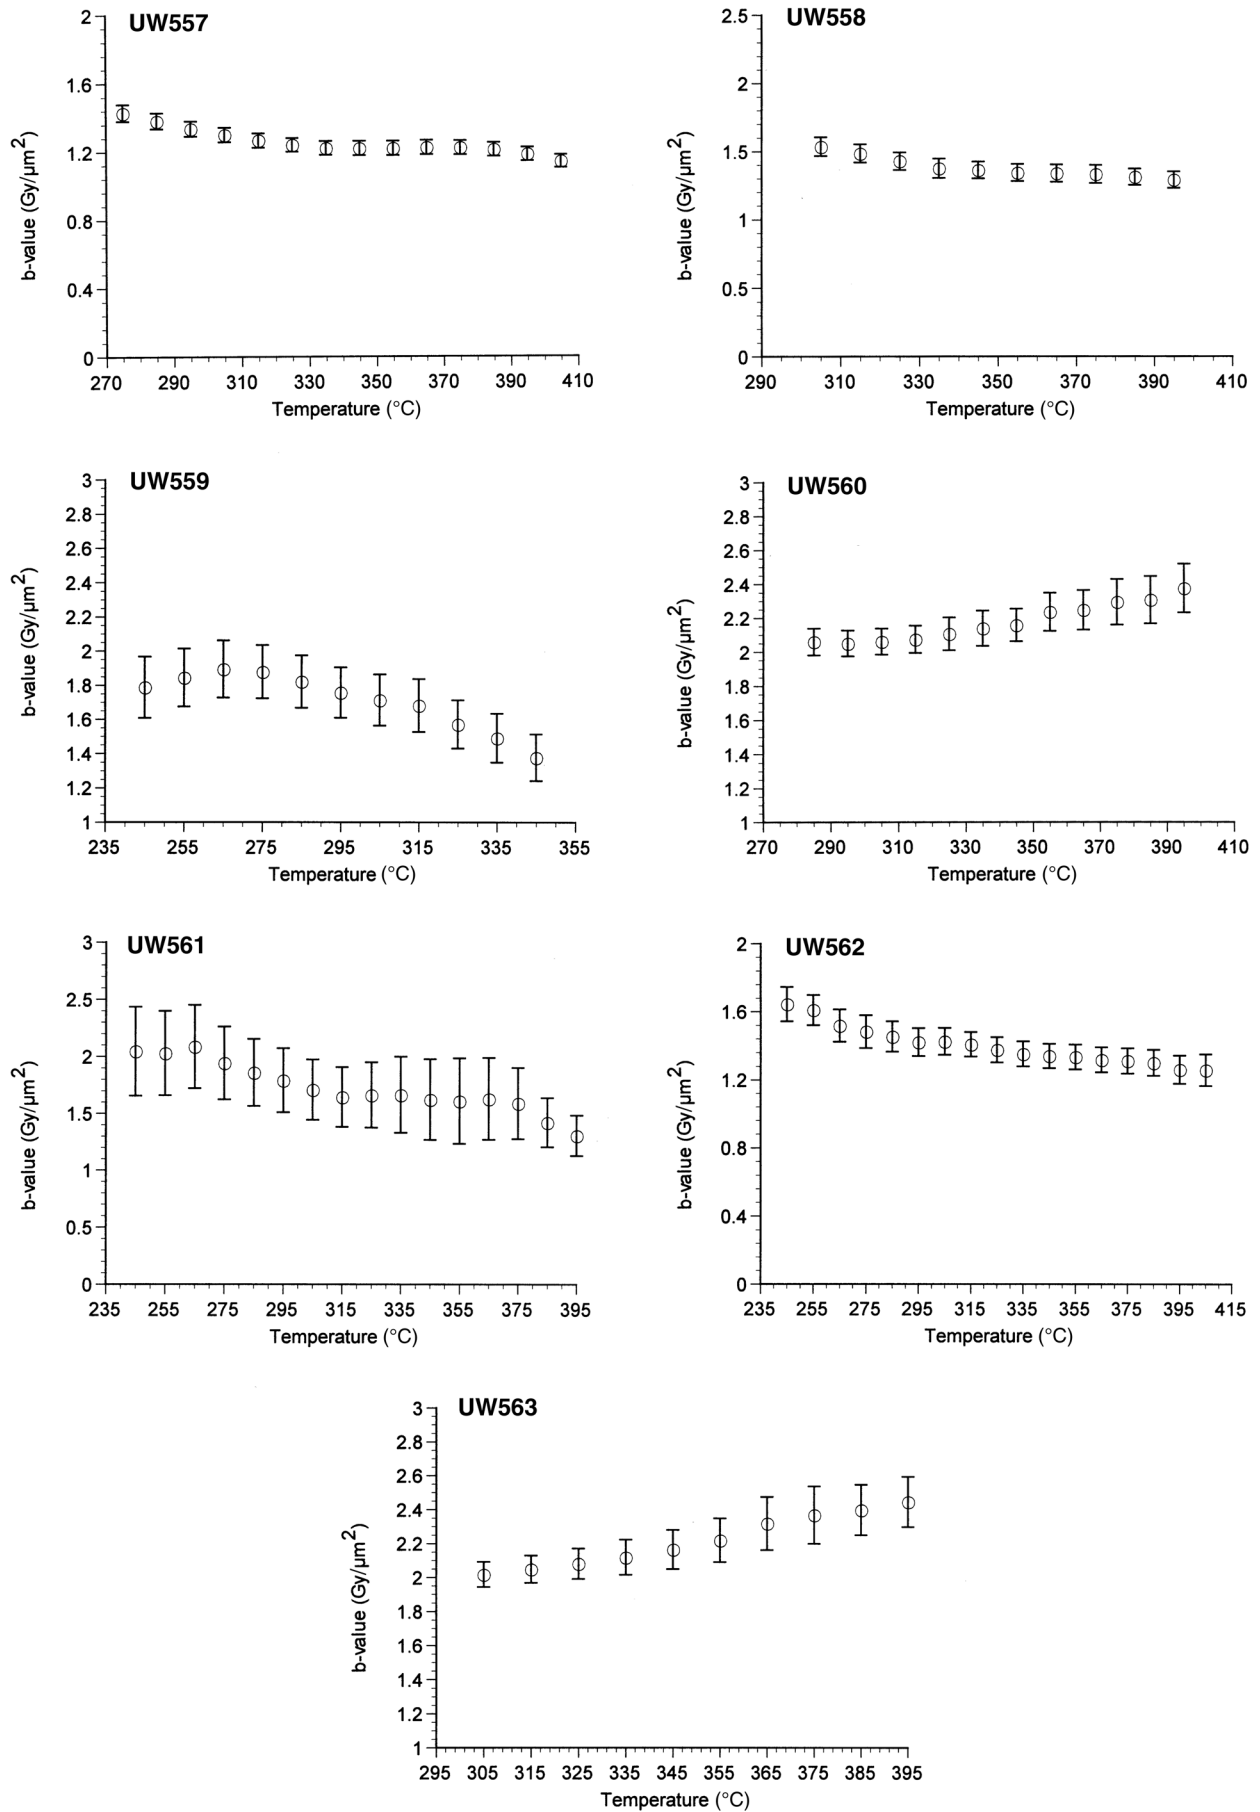 UW557
2
1.6
1.2
0.8
0.4
0
b-value (Gy/µm²)
270 290 310 330 350 370 390 410
Temperature (°C)
UW558
2.5
2
1.5
1
0.5
0
b-value (Gy/µm²)
290 310 330 350 370 390 410
Temperature (°C)
UW559
3
2.8
2.6
2.4
2.2
2
1.8
1.6
1.4
1.2
1
b-value (Gy/µm²)
235 255 275 295 315 335 355
Temperature (°C)
UW560
3
2.8
2.6
2.4
2.2
2
1.8
1.6
1.4
1.2
1
b-value (Gy/µm²)
270 290 310 330 350 370 390 410
Temperature (°C)
UW561
3
2.5
2
1.5
1
0.5
0
b-value (Gy/µm²)
235 255 275 295 315 335 355 375 395
Temperature (°C)
UW562
2
1.6
1.2
0.8
0.4
0
b-value (Gy/µm²)
235 255 275 295 315 335 355 375 395 415
Temperature (°C)
UW563
3
2.8
2.6
2.4
2.2
2
1.8
1.6
1.4
1.2
1
b-value (Gy/µm²)
295 305 315 325 335 345 355 365 375 385 395
Temperature (°C)